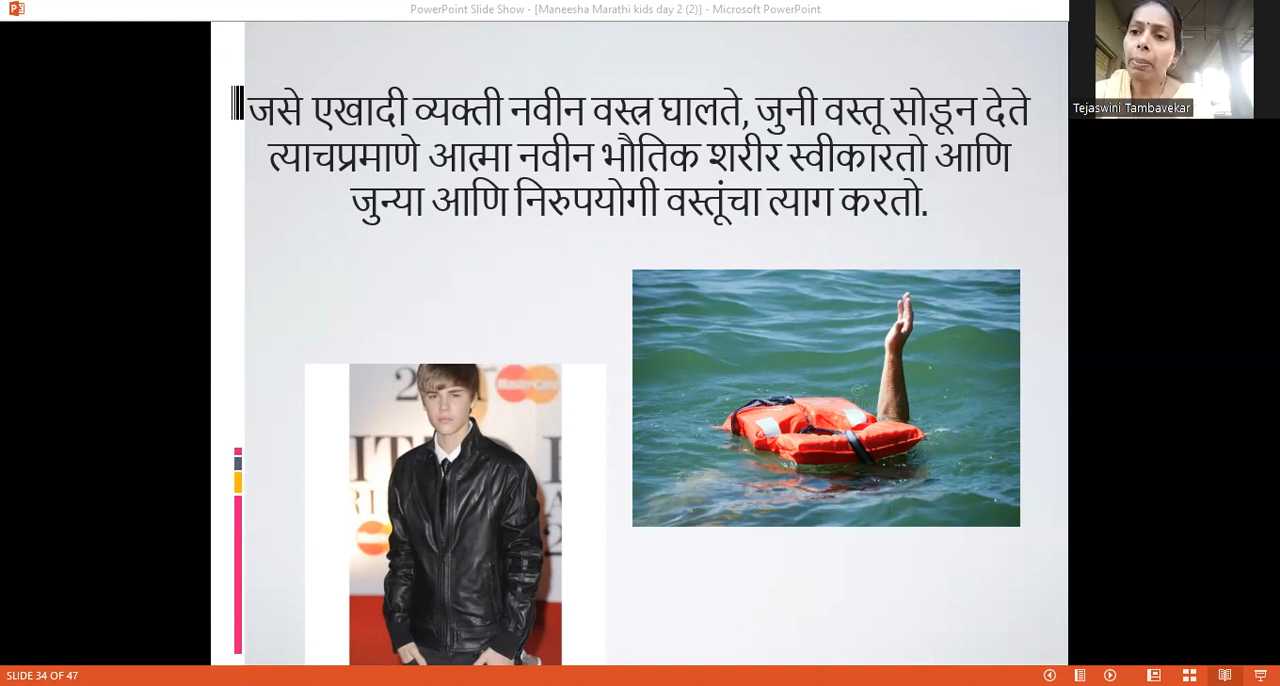 PowerPoint Slide Show - [Maneesha Marathi kids day 2 (2)] - Microsoft PowerPoint
जसे एखादी व्यक्ती नवीन वस्त्र घालते, जुनी वस्तू सोडून देते
त्याचप्रमाणे आत्मा नवीन भौतिक शरीर स्वीकारतो आणि
जुन्या आणि निरुपयोगी वस्तूंचा त्याग करतो.
Tejaswini Tambavekar
MasterCard
SLIDE 34 OF 47